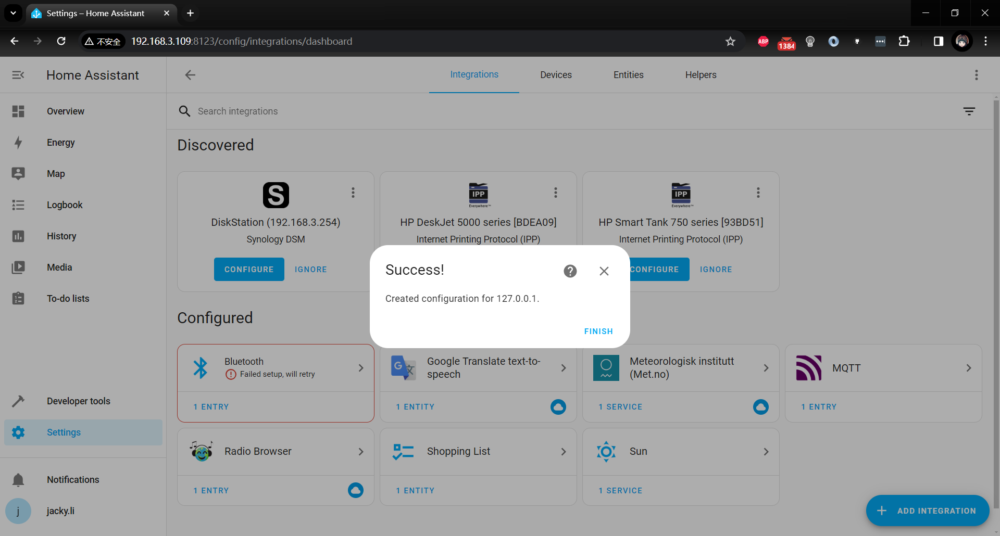 Settings – Home Assistant
不安全
192.168.3.109:8123/config/integrations/dashboard
ABP
1384
Home Assistant
Integrations
Devices
Entities
Helpers
Overview
Energy
Map
Logbook
History
Media
To-do lists
Developer tools
Settings
Notifications
j
jacky.li
Search integrations
Discovered
S
DiskStation (192.168.3.254)
Synology DSM
CONFIGURE
IGNORE
IPP
Everywhere
HP DeskJet 5000 series [BDEA09]
Internet Printing Protocol (IPP)
IPP
Everywhere
HP Smart Tank 750 series [93BD51]
Internet Printing Protocol (IPP)
CONFIGURE
IGNORE
Success!
Created configuration for 127.0.0.1.
FINISH
Configured
Bluetooth
Failed setup, will retry
1 ENTRY
G
文
Google Translate text-to-
speech
1 ENTITY
Meteorologisk institutt
(Met.no)
1 SERVICE
MQTT
1 ENTRY
Radio Browser
1 ENTRY
Shopping List
1 ENTITY
Sun
1 SERVICE
ADD INTEGRATION